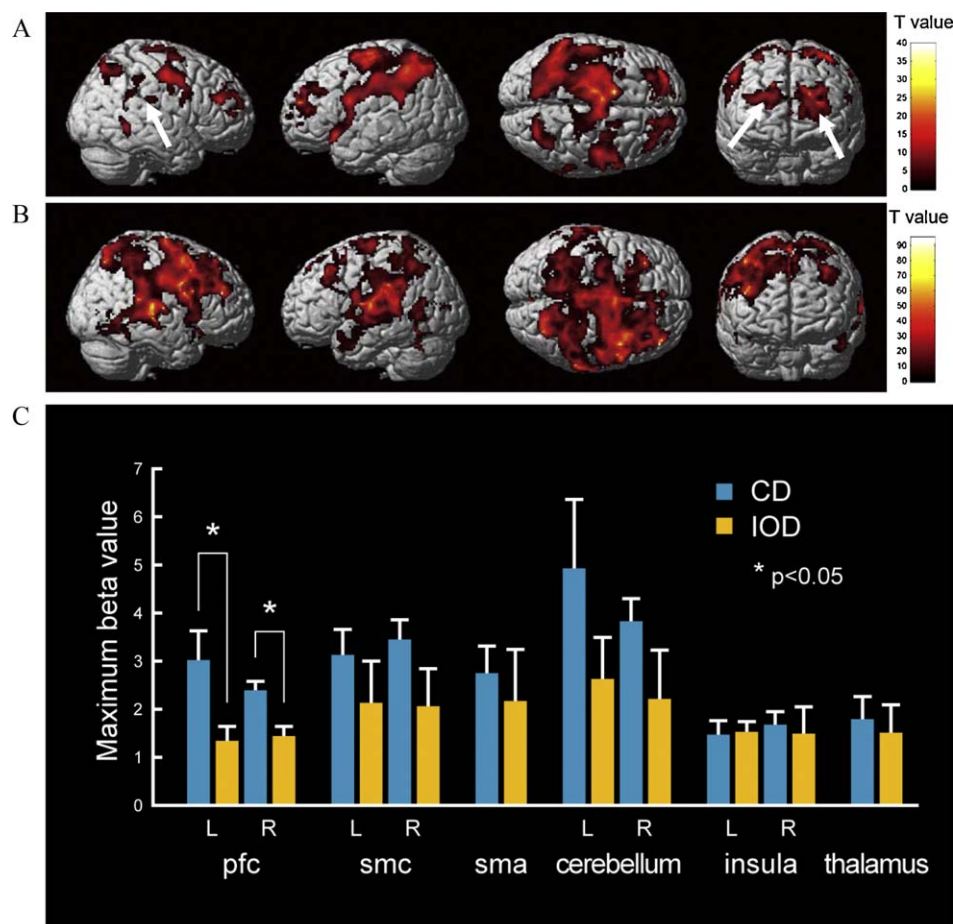 A
T value
40
35
30
25
20
15
10
5
0
B
T value
90
80
70
60
50
40
30
20
10
0
C
Maximum beta value
7
6
5
4
3
2
1
0
CD
IOD
* p<0.05
*
*
L R L R L R L R
pfc smc sma cerebellum insula thalamus